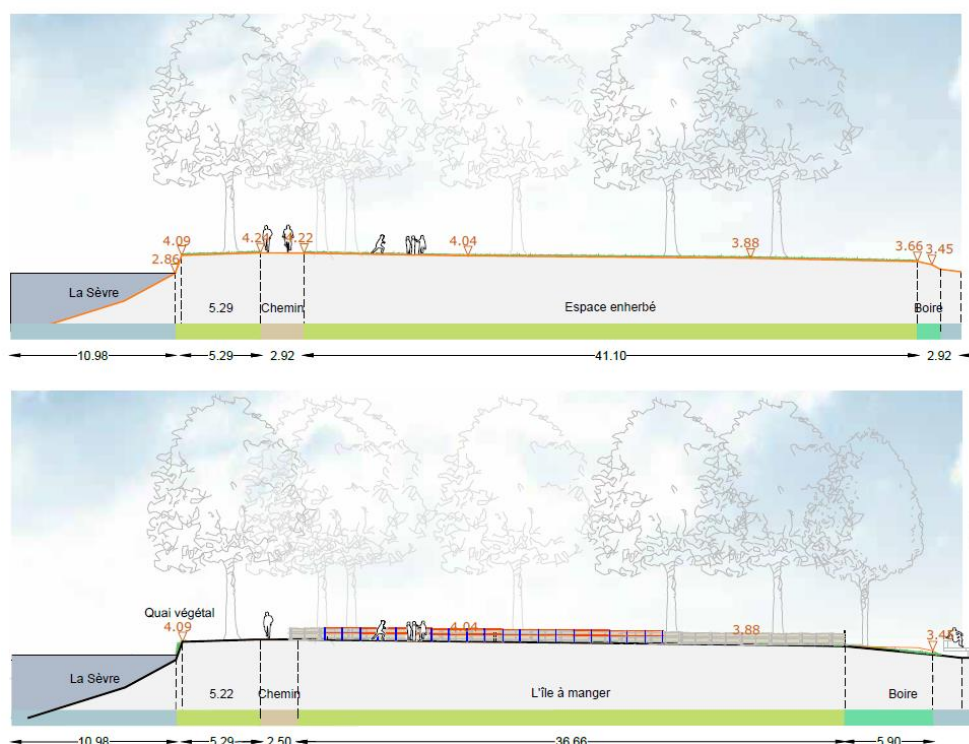 4.09 4.22 4.04 3.88 3.66 3.45
2.86
La Sèvre 5.29 Chemin Espace enherbé Boire
10.98 5.29 2.92 41.10 2.92
Quai végétal
4.09 4.04 3.88
La Sèvre 5.22 Chemin L'île à manger Boire
10.98 5.29 2.50 36.66 5.90